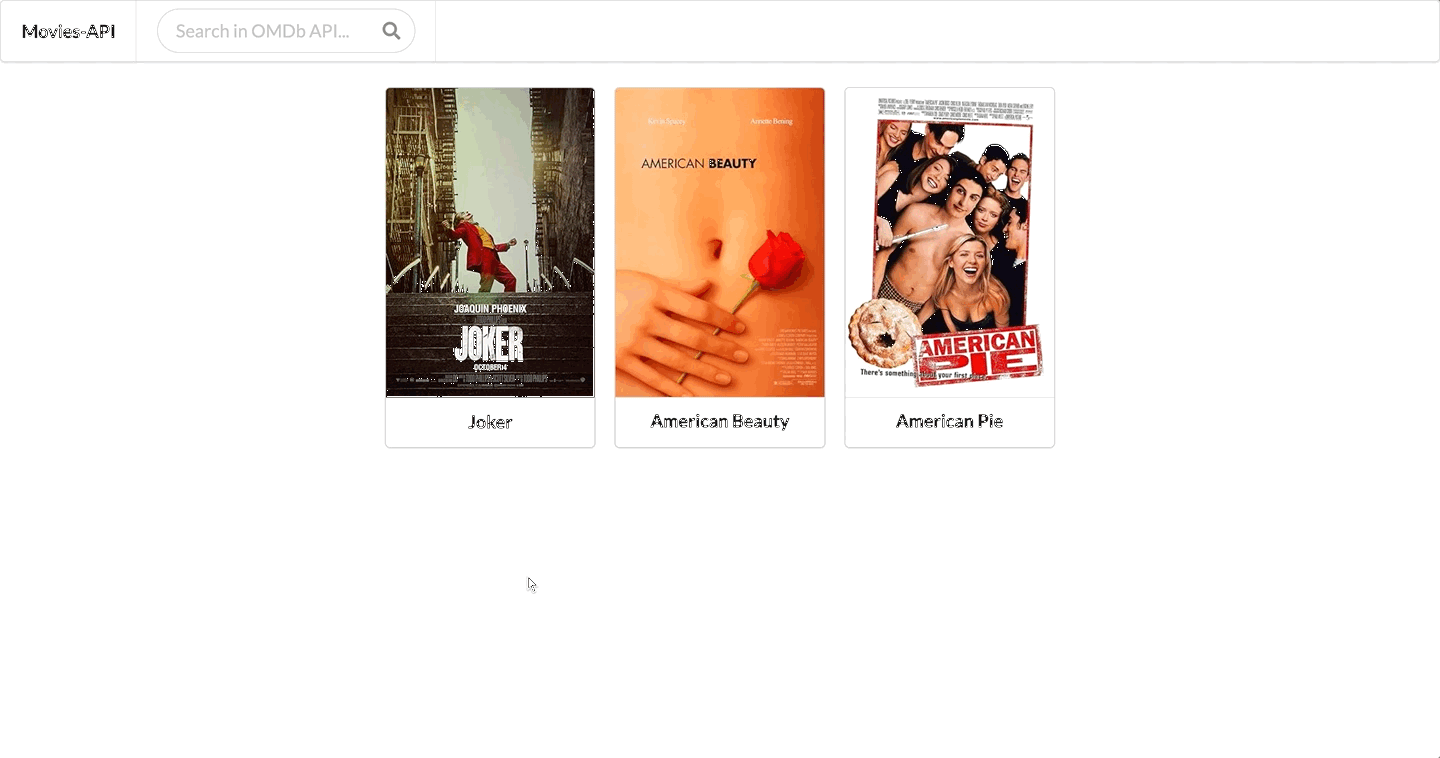 Movies-API
Search in OMDb API...
JOAQUIN PHOENIX
JOKER
OCTOBER 4
Joker
Kevin Spacey Annette Bening
AMERICAN BEAUTY
American Beauty
AMERICAN
PIE
There's something about your first piece.
American Pie